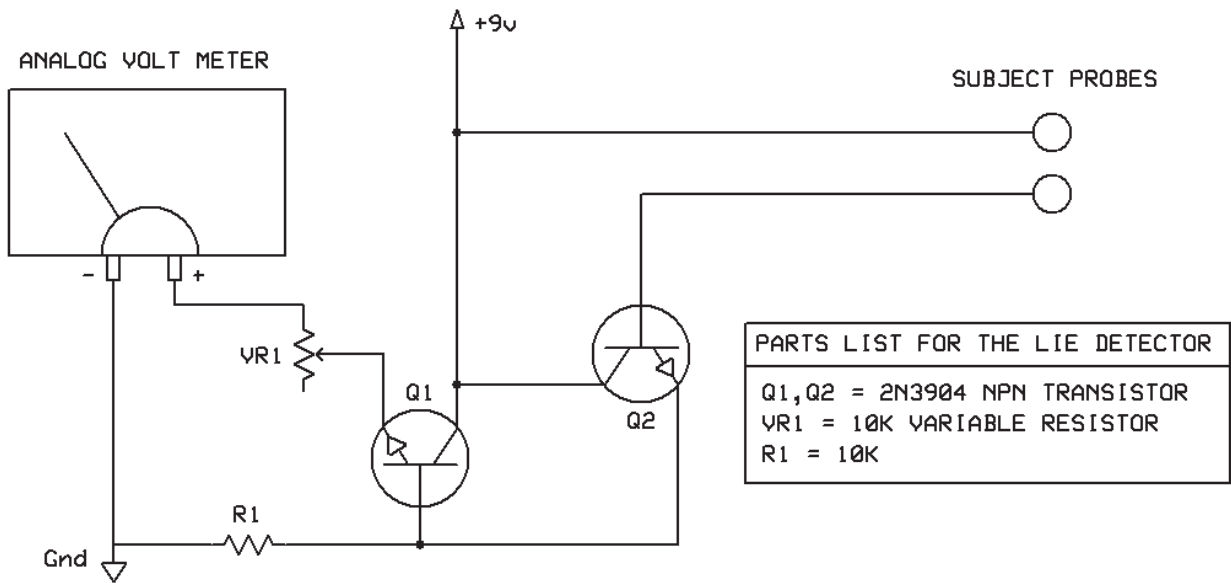 +9v
ANALOG VOLT METER
SUBJECT PROBES
- +
VR1
Q1
Q2
PARTS LIST FOR THE LIE DETECTOR
Q1,Q2 = 2N3904 NPN TRANSISTOR
VR1 = 10K VARIABLE RESISTOR
R1 = 10K
R1
Gnd